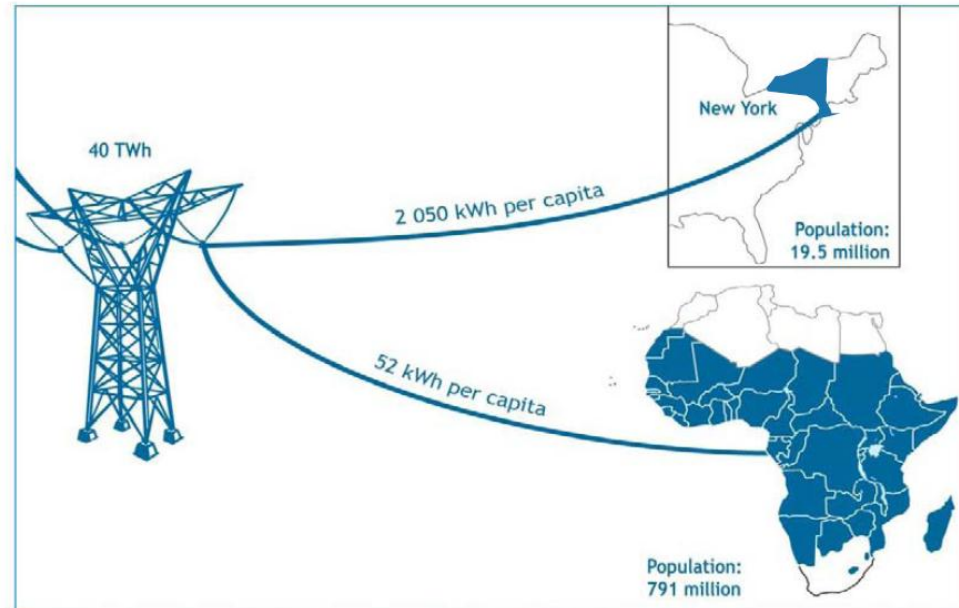 40 TWh
New York
2 050 kWh per capita
Population:
19.5 million
52 kWh per capita
Population:
791 million